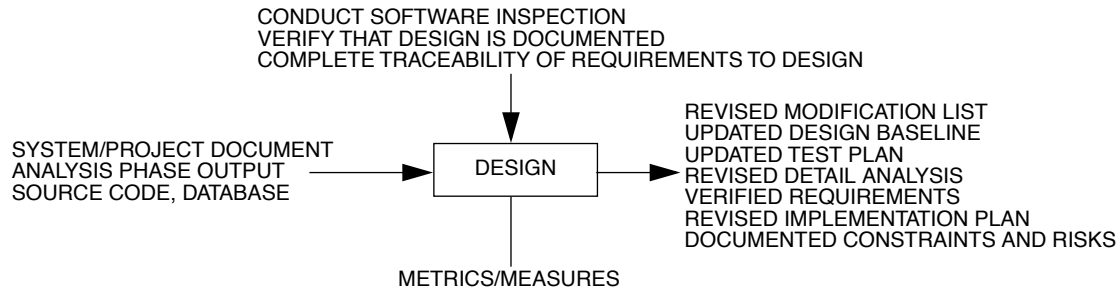 CONDUCT SOFTWARE INSPECTION
VERIFY THAT DESIGN IS DOCUMENTED
COMPLETE TRACEABILITY OF REQUIREMENTS TO DESIGN
SYSTEM/PROJECT DOCUMENT
ANALYSIS PHASE OUTPUT
SOURCE CODE, DATABASE
DESIGN
REVISED MODIFICATION LIST
UPDATED DESIGN BASELINE
UPDATED TEST PLAN
REVISED DETAIL ANALYSIS
VERIFIED REQUIREMENTS
REVISED IMPLEMENTATION PLAN
DOCUMENTED CONSTRAINTS AND RISKS
METRICS/MEASURES